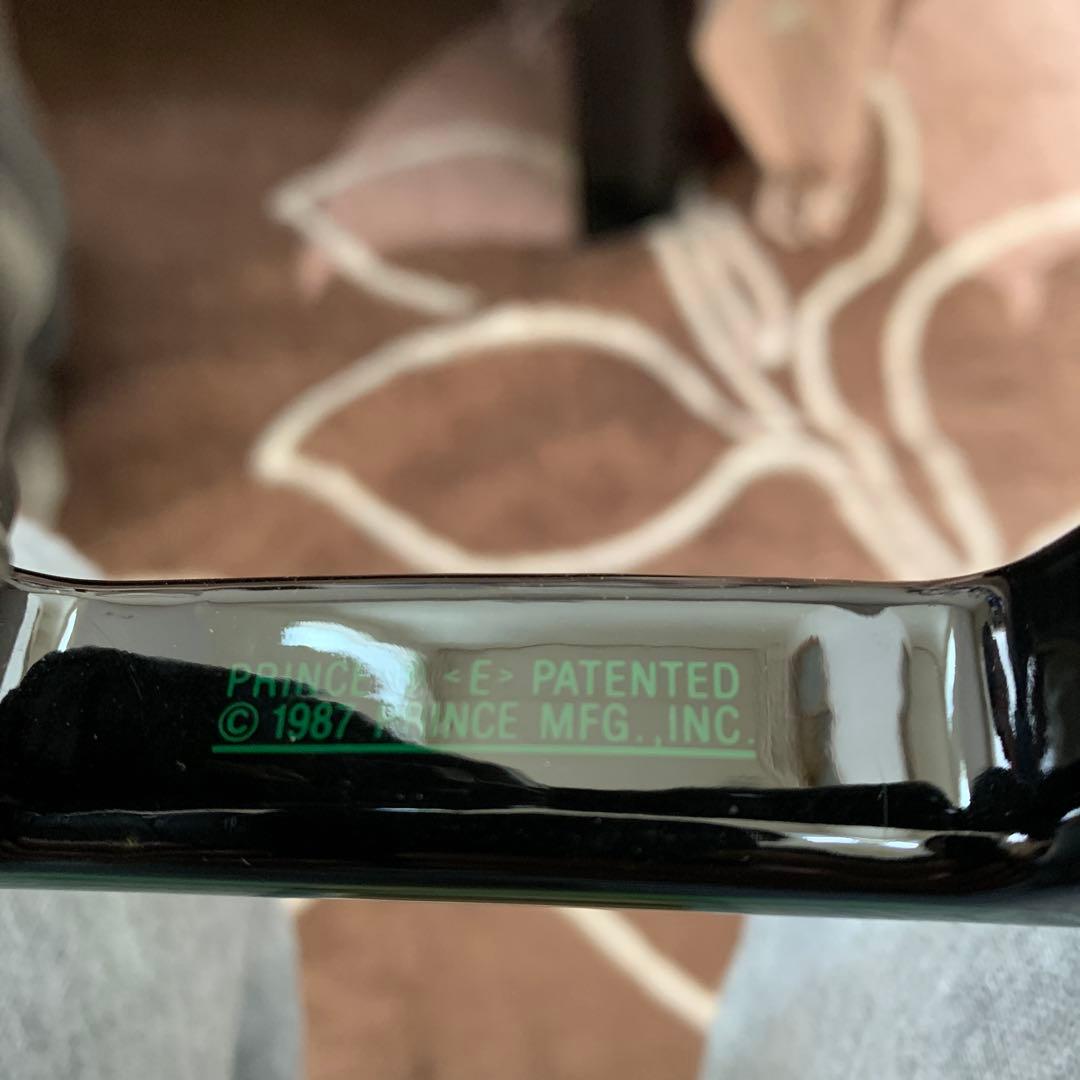 PRINCE <E> PATENTED
© 1987 PRINCE MFG.,INC.